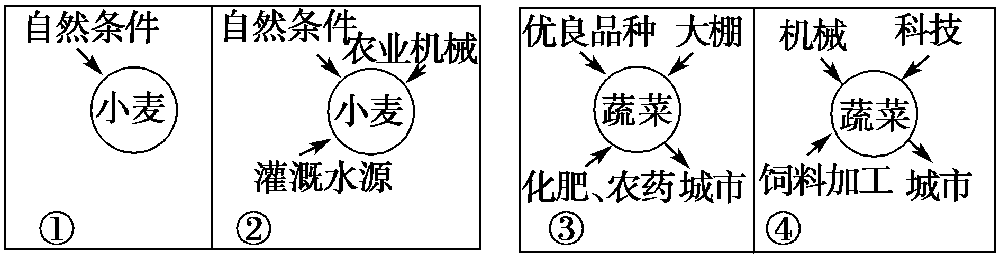 自然条件
小麦
①
自然条件
农业机械
小麦
灌溉水源
②
优良品种 大棚
蔬菜
化肥、农药 城市
③
机械 科技
蔬菜
饲料加工 城市
④